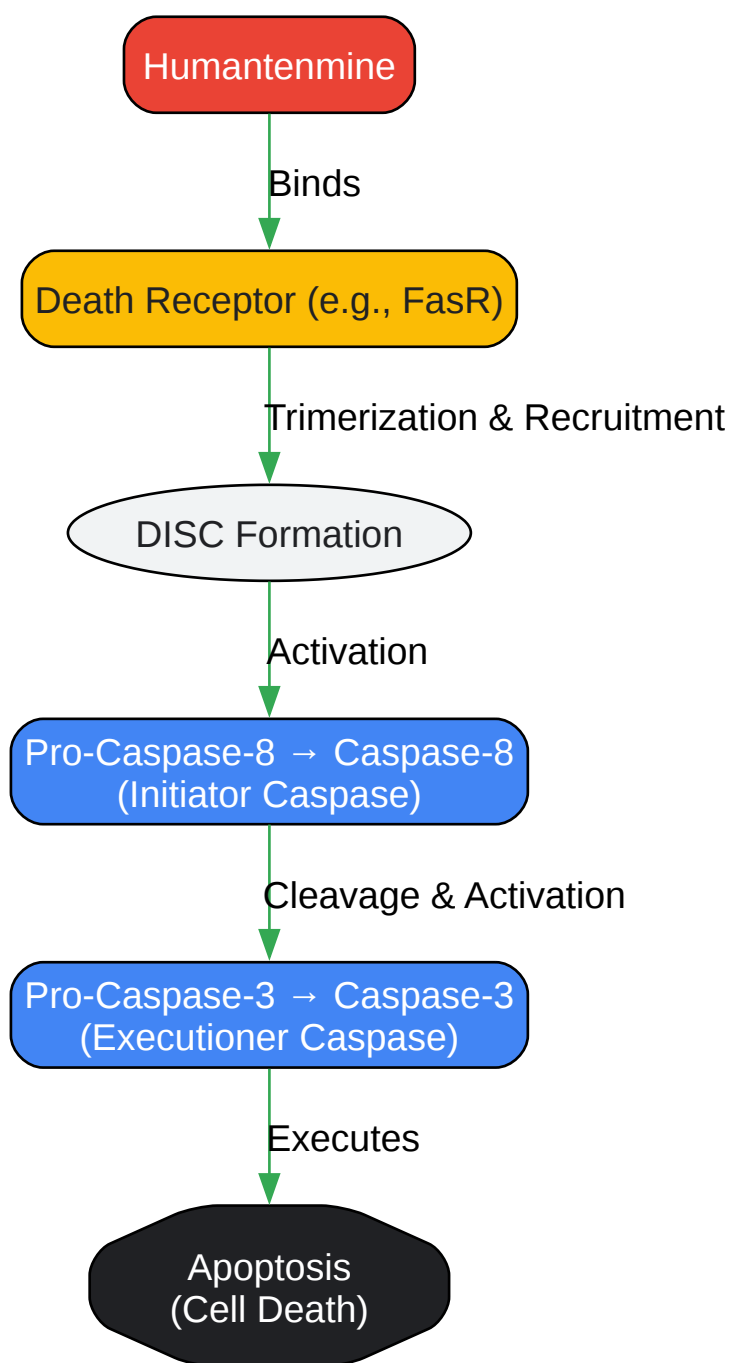 Humantenmine
Binds
Death Receptor (e.g., FasR)
Trimerization & Recruitment
DISC Formation
Activation
Pro-Caspase-8 → Caspase-8
(Initiator Caspase)
Cleavage & Activation
Pro-Caspase-3 → Caspase-3
(Executioner Caspase)
Executes
Apoptosis
(Cell Death)